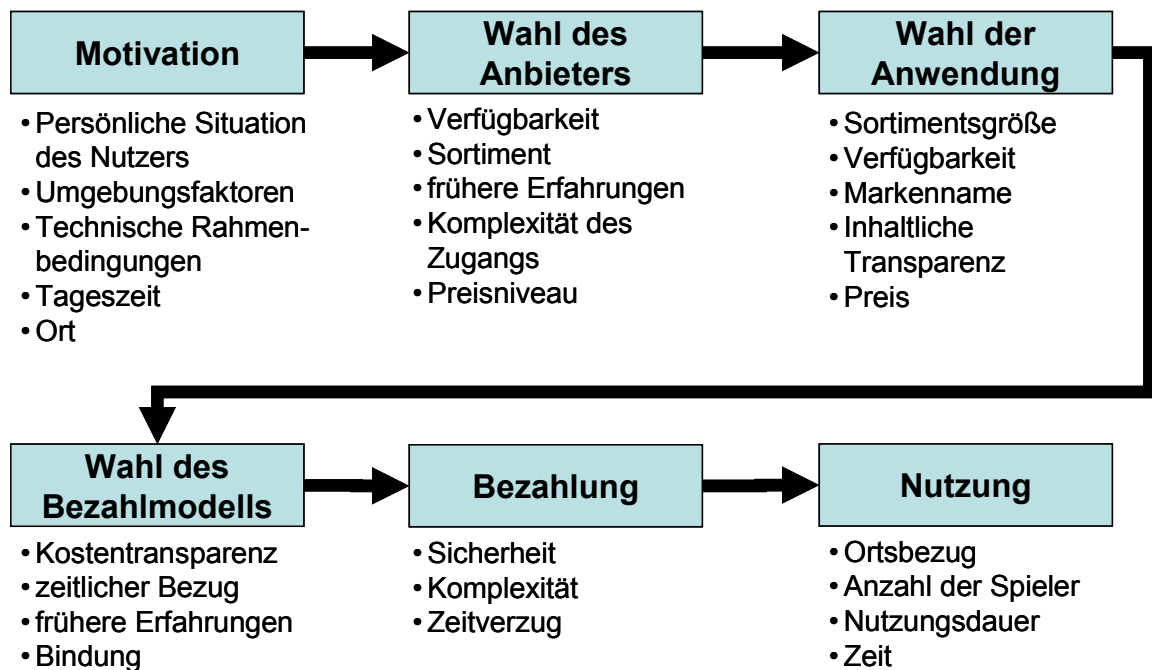 Motivation
• Persönliche Situation
des Nutzers
• Umgebungsfaktoren
• Technische Rahmen-
bedingungen
• Tageszeit
• Ort
Wahl des
Anbieters
• Verfügbarkeit
• Sortiment
• frühere Erfahrungen
• Komplexität des
Zugangs
• Preisniveau
Wahl der
Anwendung
• Sortimentsgröße
• Verfügbarkeit
• Markenname
• Inhaltliche
Transparenz
• Preis
Wahl des
Bezahlmodells
• Kostentransparenz
• zeitlicher Bezug
• frühere Erfahrungen
• Bindung
Bezahlung
• Sicherheit
• Komplexität
• Zeitverzug
Nutzung
• Ortsbezug
• Anzahl der Spieler
• Nutzungsdauer
• Zeit